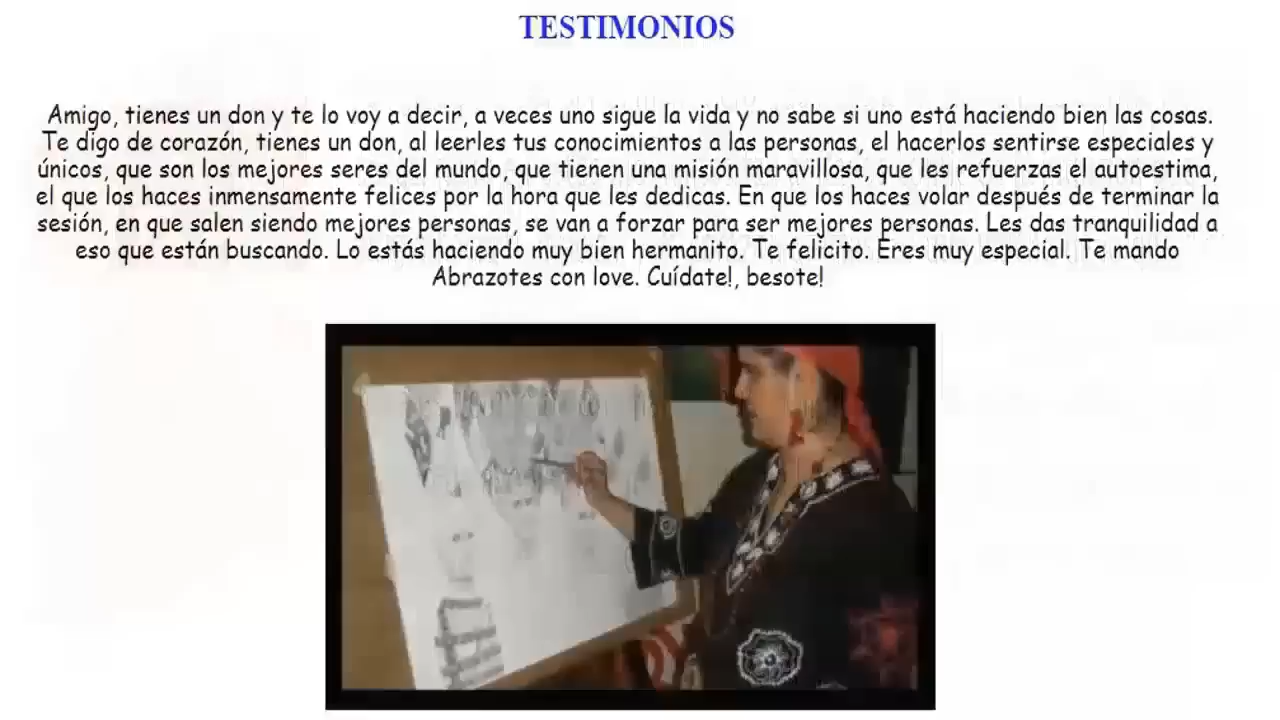 TESTIMONIOS
Amigo, tienes un don y te lo voy a decir, a veces uno sigue la vida y no sabe si uno está haciendo bien las cosas.
Te digo de corazón, tienes un don, al leerles tus conocimientos a las personas, el hacerlos sentirse especiales y
únicos, que son los mejores seres del mundo, que tienen una misión maravillosa, que les refuerzas el autoestima,
el que los haces inmensamente felices por la hora que les dedicas. En que los haces volar después de terminar la
sesión, en que salen siendo mejores personas, se van a forzar para ser mejores personas. Les das tranquilidad a
eso que están buscando. Lo estás haciendo muy bien hermanito. Te felicito. Eres muy especial. Te mando
Abrazotes con love. Cuídate!, besote!